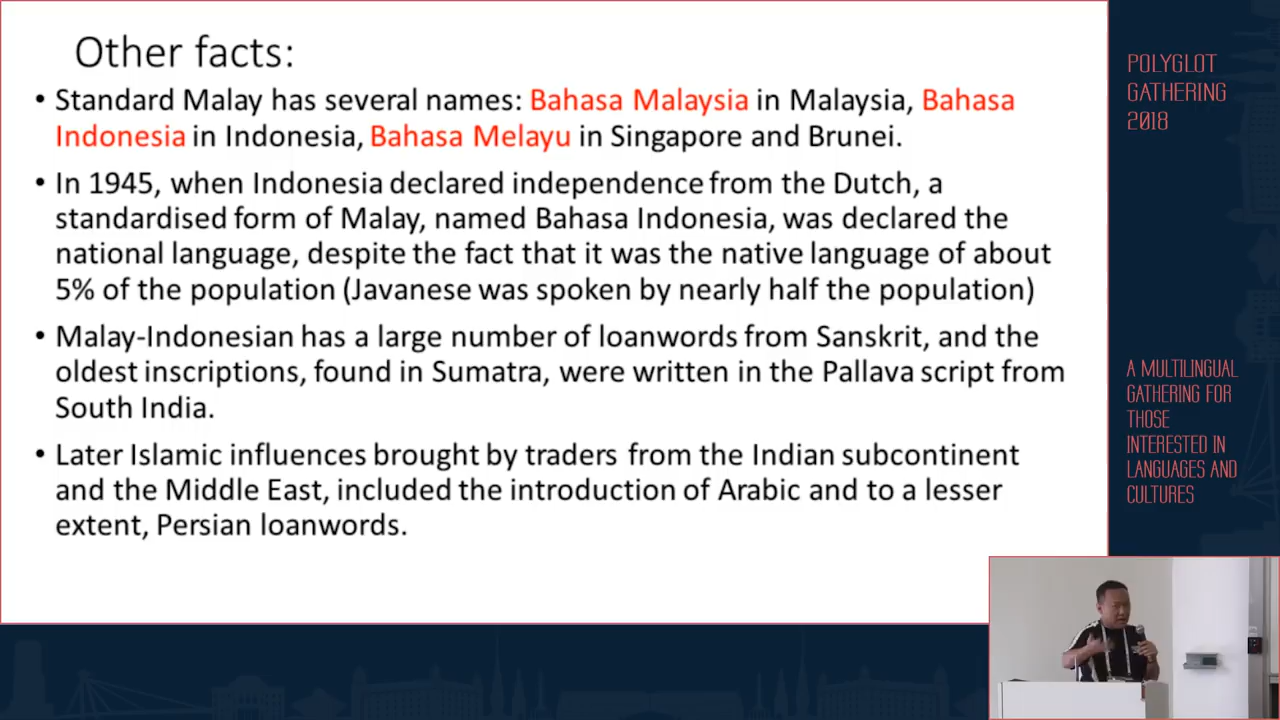 Other facts:
• Standard Malay has several names: Bahasa Malaysia in Malaysia, Bahasa
Indonesia in Indonesia, Bahasa Melayu in Singapore and Brunei.
• In 1945, when Indonesia declared independence from the Dutch, a
standardised form of Malay, named Bahasa Indonesia, was declared the
national language, despite the fact that it was the native language of about
5% of the population (Javanese was spoken by nearly half the population)
• Malay-Indonesian has a large number of loanwords from Sanskrit, and the
oldest inscriptions, found in Sumatra, were written in the Pallava script from
South India.
• Later Islamic influences brought by traders from the Indian subcontinent
and the Middle East, included the introduction of Arabic and to a lesser
extent, Persian loanwords.
POLYGLOT
GATHERING
2018
A MULTILINGUAL
GATHERING FOR
THOSE
INTERESTED IN
LANGUAGES AND
CULTURES